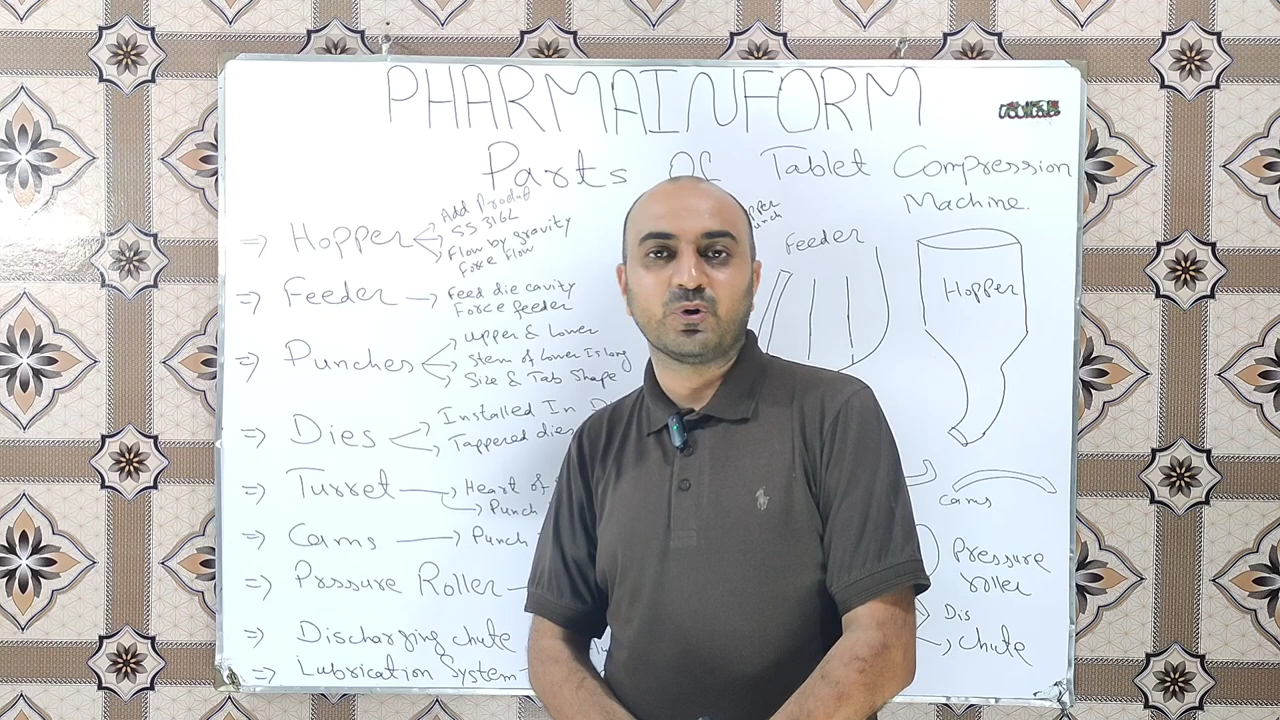 PHARMAINFORM
Parts Of Tablet Compression
Machine.
=> Hopper
Add Product
SS 316L
Flow by gravity
Force flow
=> Feeder → Feed die cavity
Force feeder
=> Punches
Upper & Lower
Stem of Lower Is long
Size & Tab Shape
=> Dies
Installed In
Tappered dies
=> Turret
Heart of
Punch
=> Cams → Punch
=> Prssure Roller
=> Discharging chute
=> Lubrication System
Feeder
Hopper
Cams
Pressure
roller
Dis
Chute